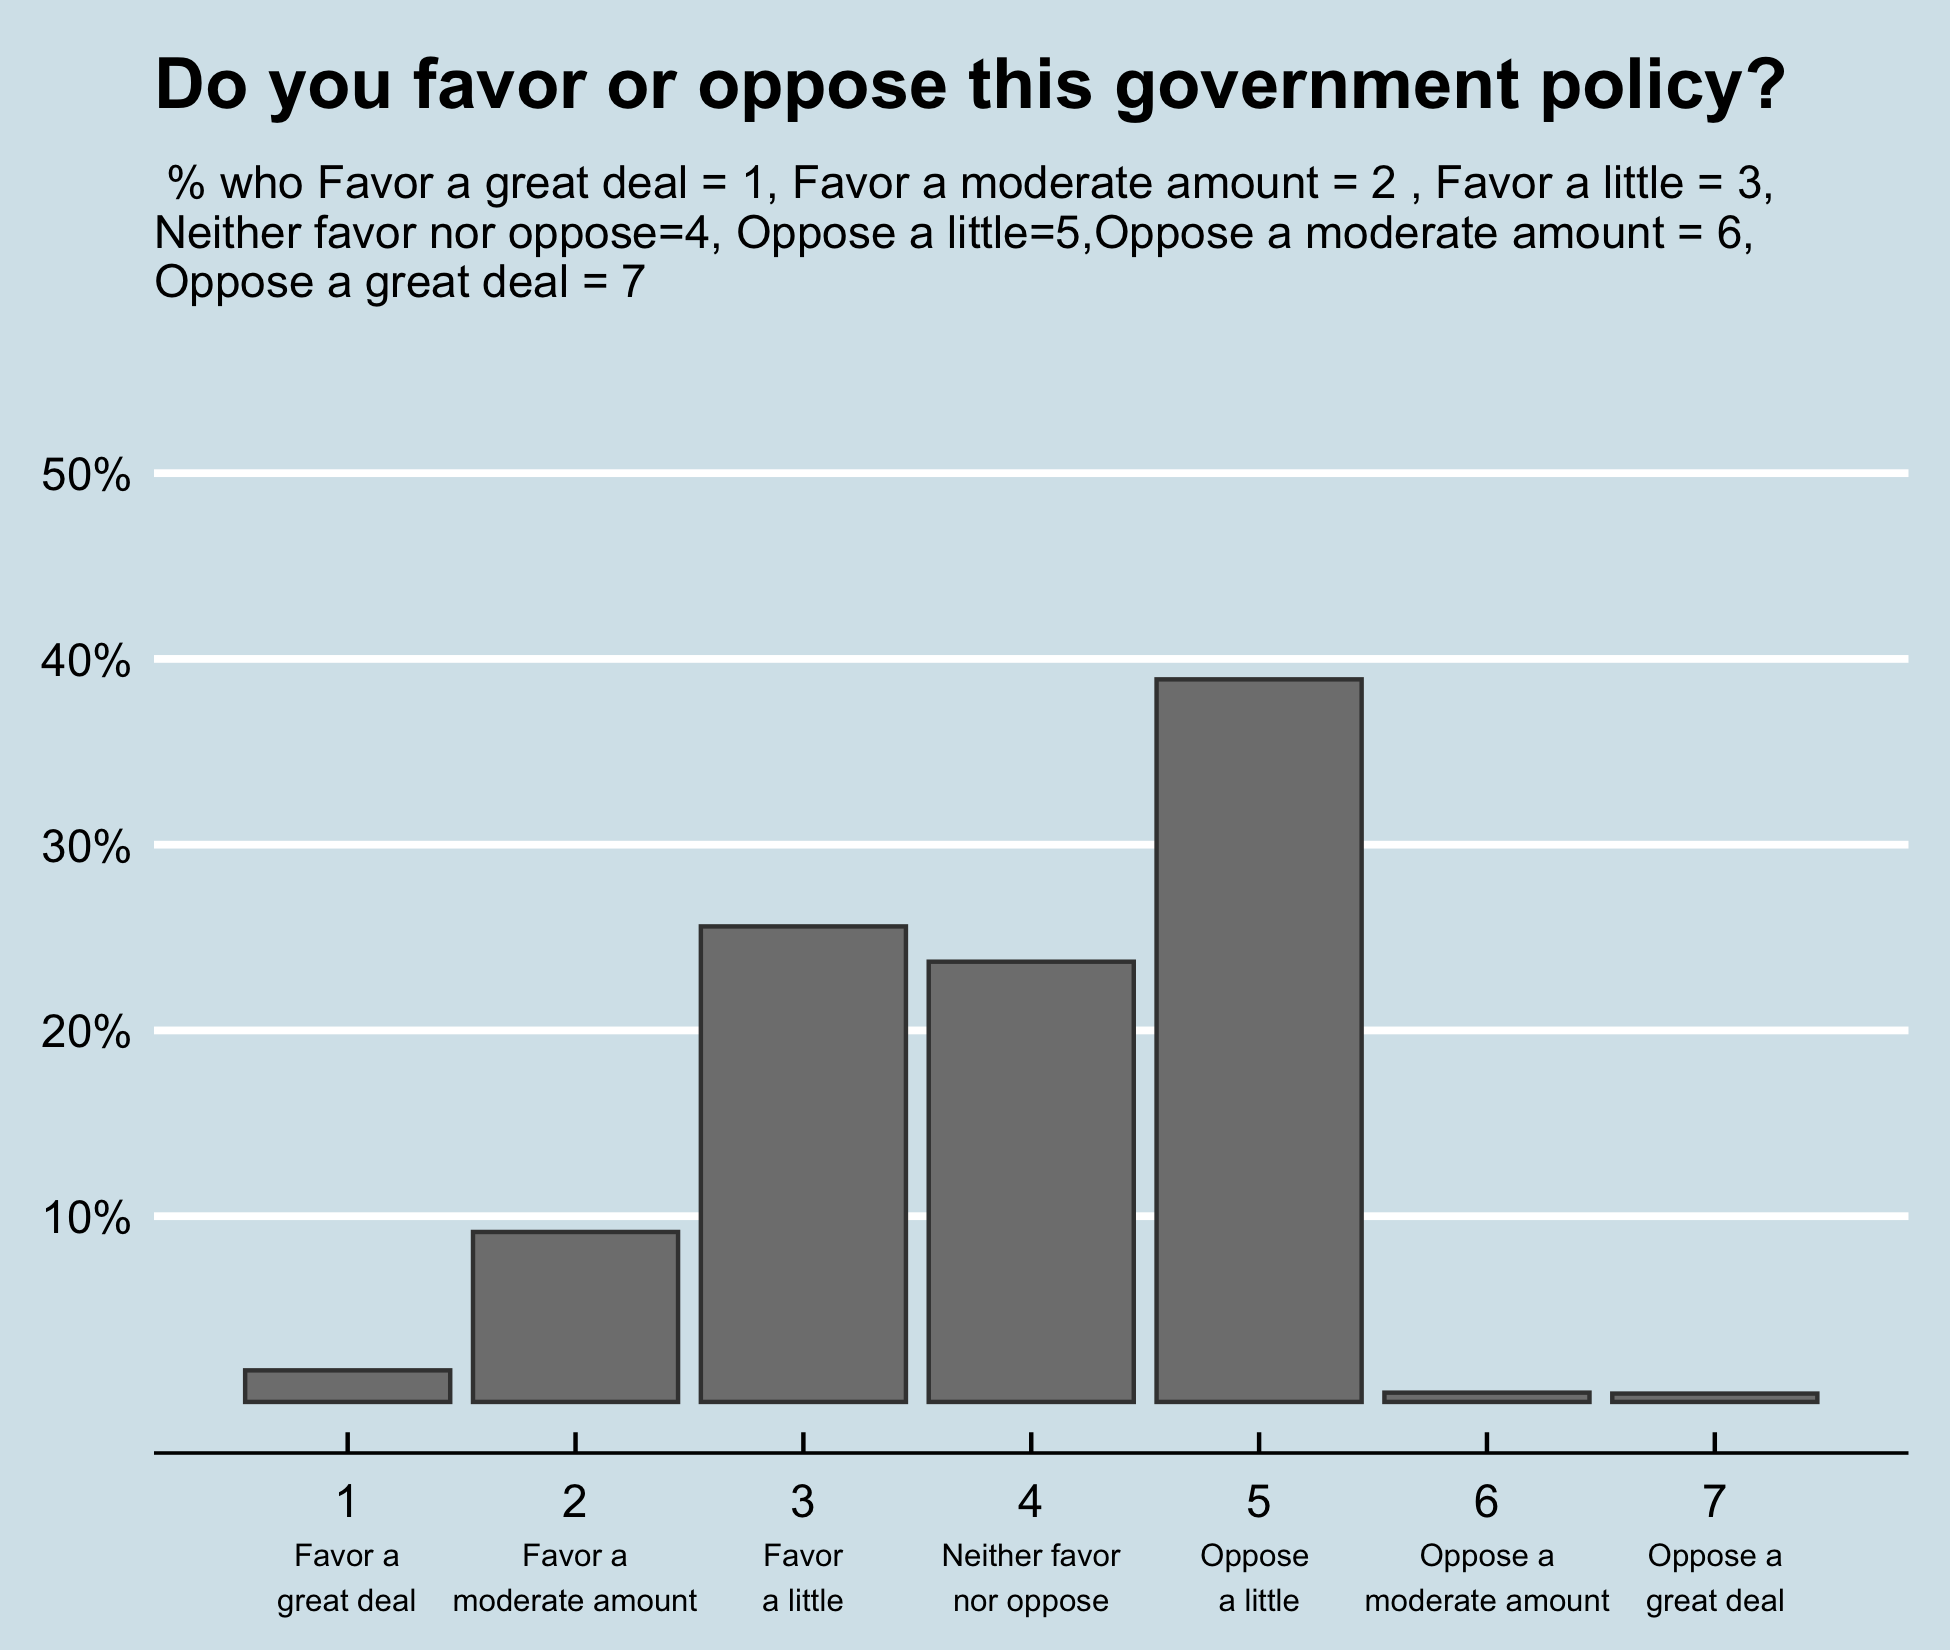 Do you favor or oppose this government policy?
% who Favor a great deal = 1, Favor a moderate amount = 2 , Favor a little = 3,
Neither favor nor oppose=4, Oppose a little=5,Oppose a moderate amount = 6,
Oppose a great deal = 7
50%
40%
30%
20%
10%
1 2 3 4 5 6 7
Favor a Favor a Favor Neither favor Oppose Oppose a Oppose a
great deal moderate amount a little nor oppose a little moderate amount great deal